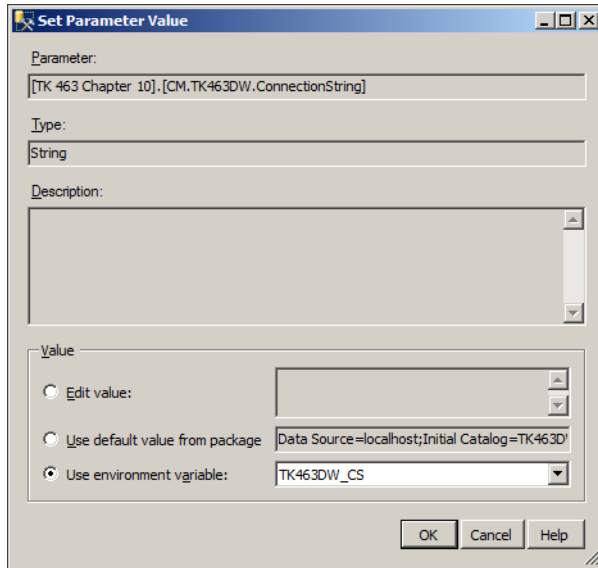 Set Parameter Value
Parameter:
[TK 463 Chapter 10].[CM.TK463DW.ConnectionString]
Type:
String
Description:
Value
Edit value:
Use default value from package Data Source=localhost;Initial Catalog=TK463D
Use environment variable: TK463DW_CS
OK Cancel Help